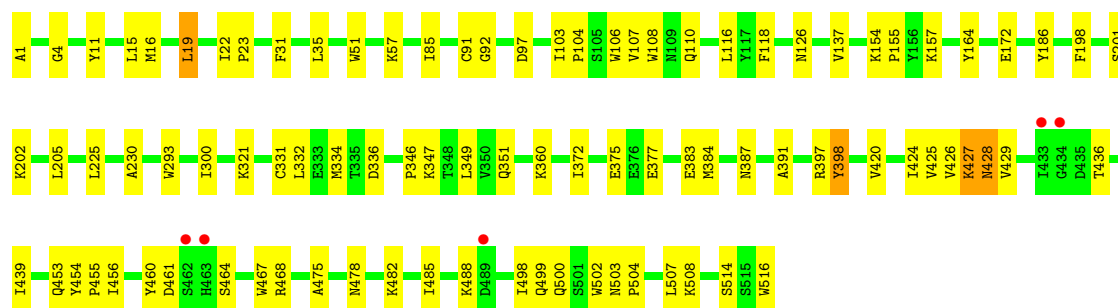 A1 G4 Y11 L15 M16 L19 I22 P23 F31 L35 W51 K57 I85 C91 G92 D97 I103 P104 S105 W106 V107 W108 N109 Q110 L116 Y117 F118 N126 V137 K154 P155 Y156 K157 Y164 E172 Y186 F198 S201
K202 L205 L225 A230 W293 I300 K321 C331 L332 E333 M334 T335 D336 P346 K347 T348 L349 V350 Q351 K360 I372 E375 E376 E377 E383 M384 N387 A391 R397 Y398 V420 I424 V425 V426 K427 N428 V429 I433 G434 D435 T436
I439 Q453 Y454 P455 I456 Y460 D461 S462 H463 S464 W467 R468 A475 N478 K482 I485 K488 D489 I498 Q499 Q500 S501 W502 N503 P504 L507 K508 S514 S515 W516